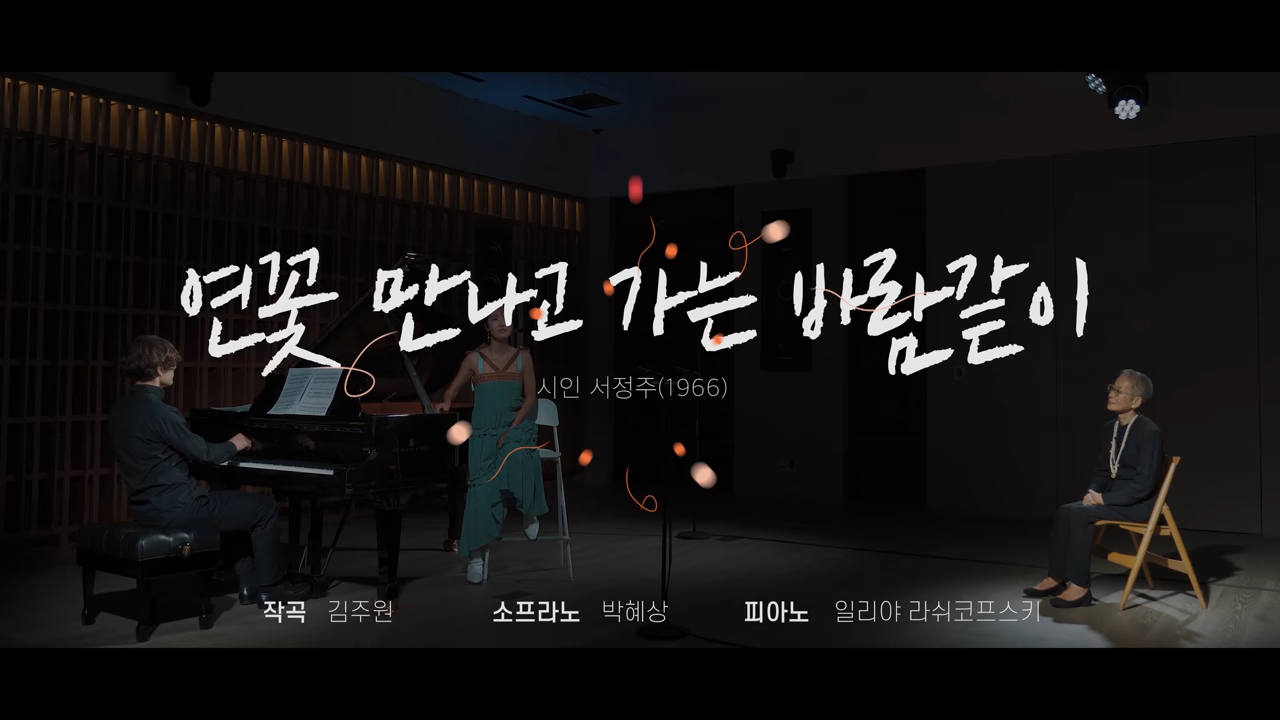 연꽃 만나고 가는 바람같이
시인 서정주(1966)
작곡 김주원 소프라노 박혜상 피아노 일리야 라쉬코프스키